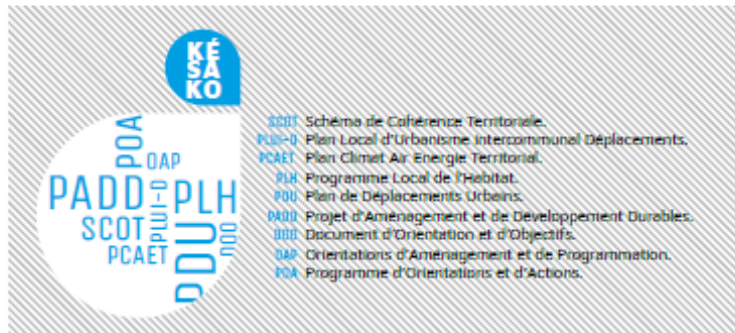 KÉ
SA
KO
POA
OAP
PADD
PLUI-D
PLH
SCOT
PDU
DOO
PCAET
SCOT Schéma de Cohérence Territoriale.
PLUI-D Plan Local d'Urbanisme Intercommunal Déplacements.
PCAET Plan Climat Air Energie Territorial.
PLH Programme Local de l'Habitat.
PDU Plan de Déplacements Urbains.
PADD Projet d'Aménagement et de Développement Durables.
DOO Document d'Orientation et d'Objectifs.
OAP Orientations d'Aménagement et de Programmation.
POA Programme d'Orientations et d'Actions.